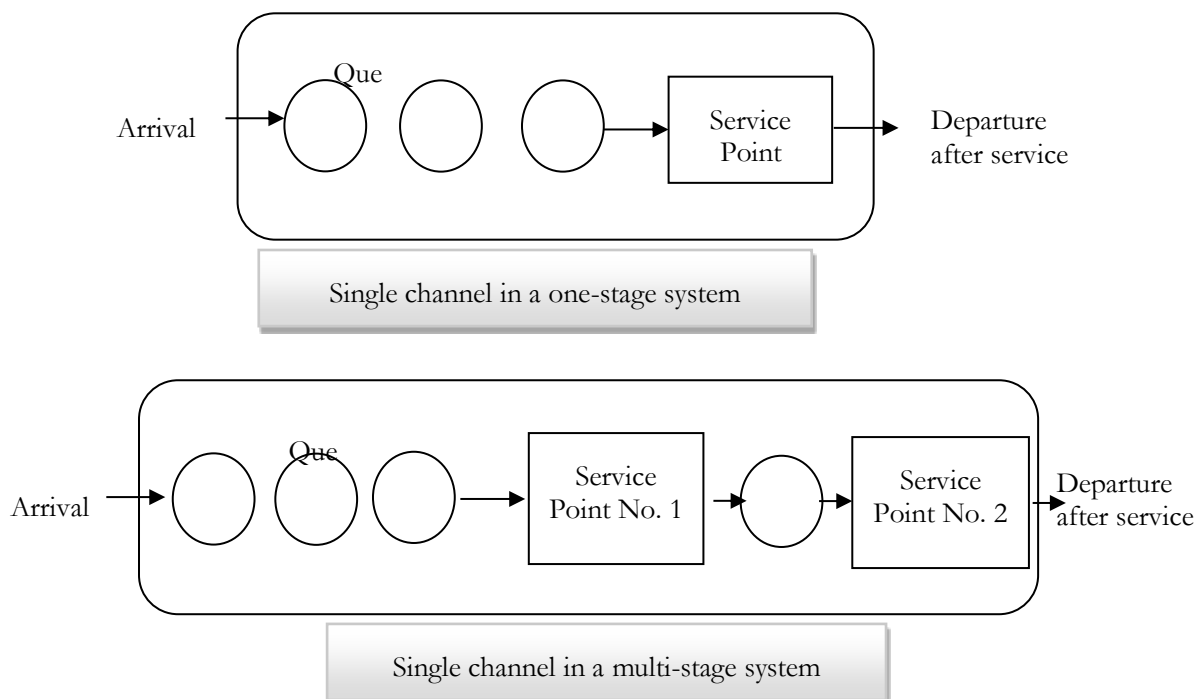 Que
Arrival
Service
Point
Departure
after service
Single channel in a one-stage system
Que
Arrival
Service
Point No. 1
Service
Point No. 2
Departure
after service
Single channel in a multi-stage system